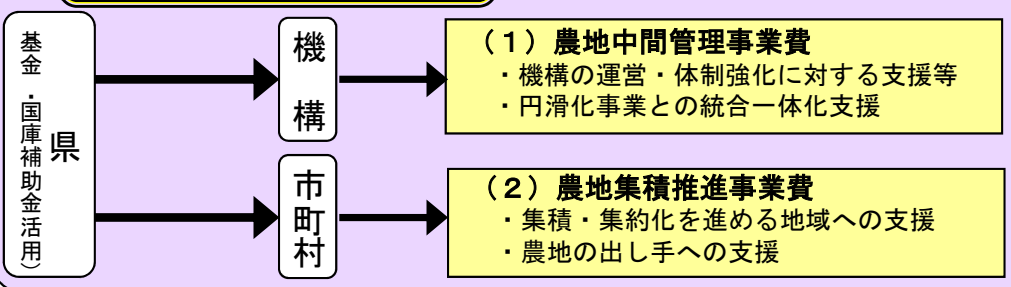 県
基金・国庫補助金活用）
機構
（１）農地中間管理事業費
・機構の運営・体制強化に対する支援等
・円滑化事業との統合一体化支援
市町村
（２）農地集積推進事業費
・集積・集約化を進める地域への支援
・農地の出し手への支援